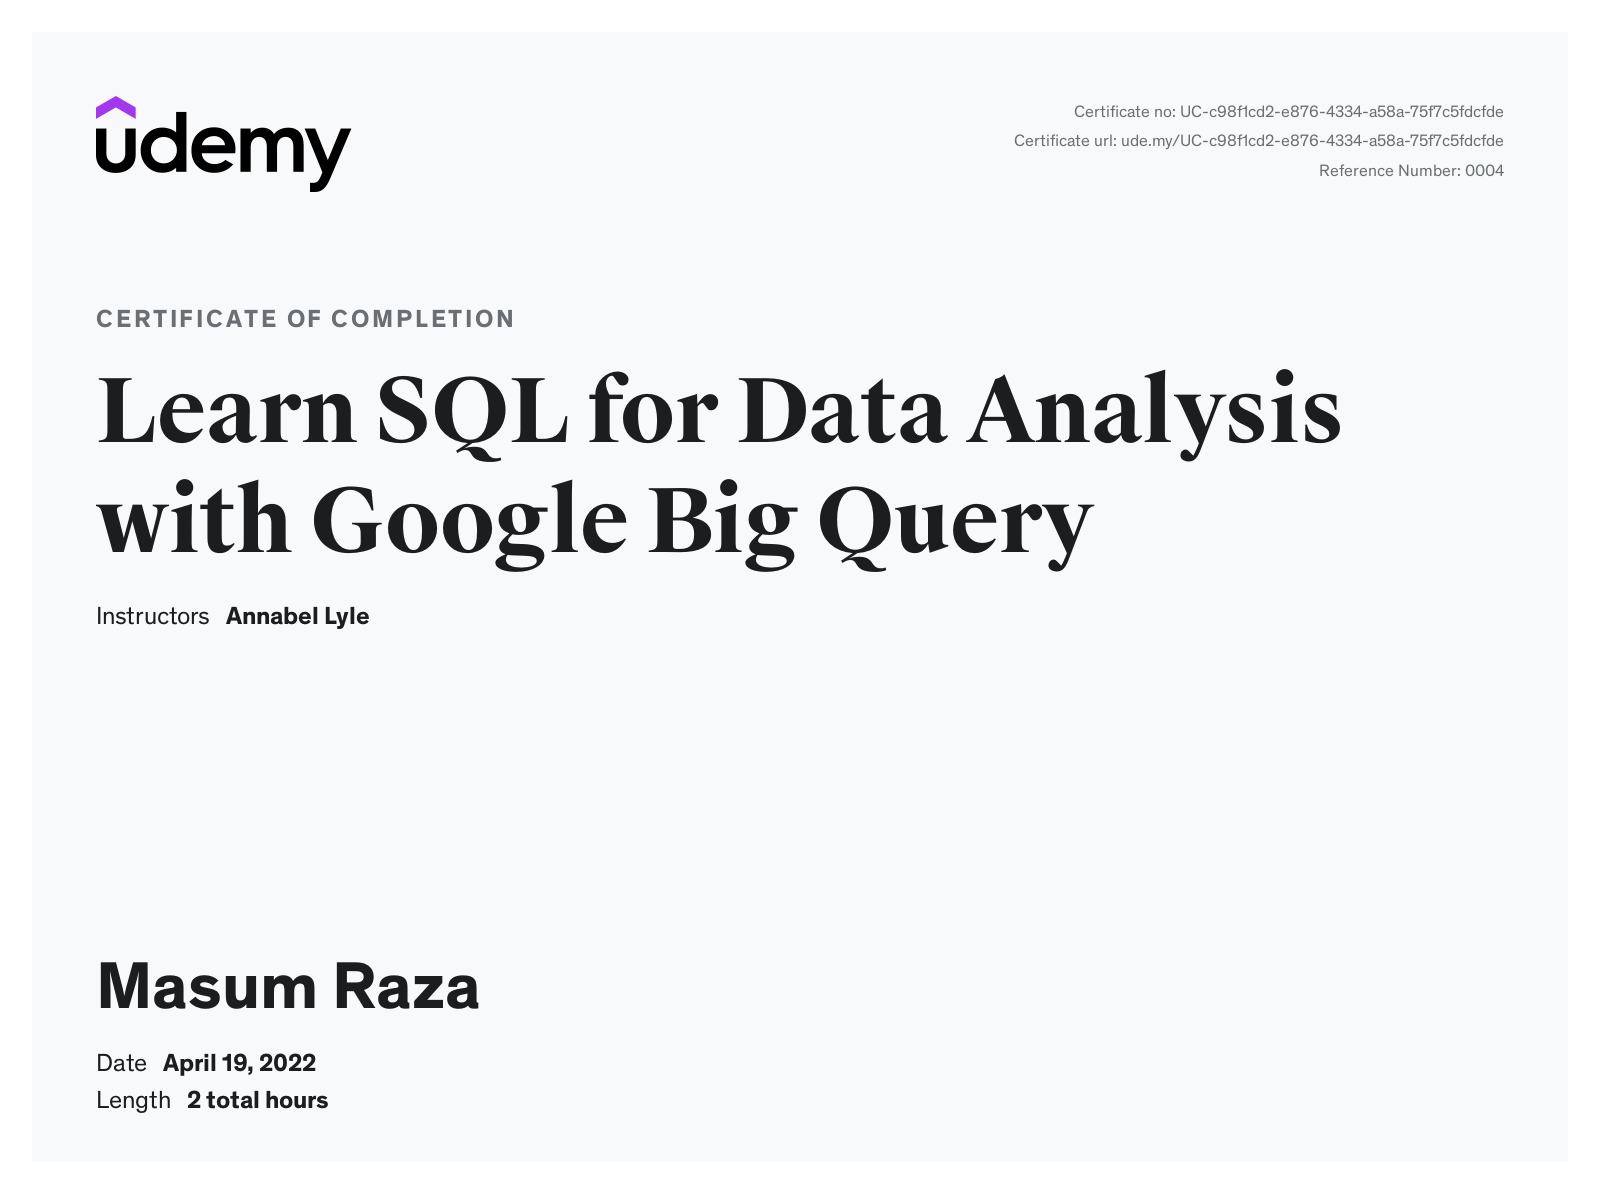 udemy
Certificate no: UC-c98f1cd2-e876-4334-a58a-75f7c5fdcfde
Certificate url: ude.my/UC-c98f1cd2-e876-4334-a58a-75f7c5fdcfde
Reference Number: 0004
CERTIFICATE OF COMPLETION
Learn SQL for Data Analysis
with Google Big Query
Instructors Annabel Lyle
Masum Raza
Date April 19, 2022
Length 2 total hours